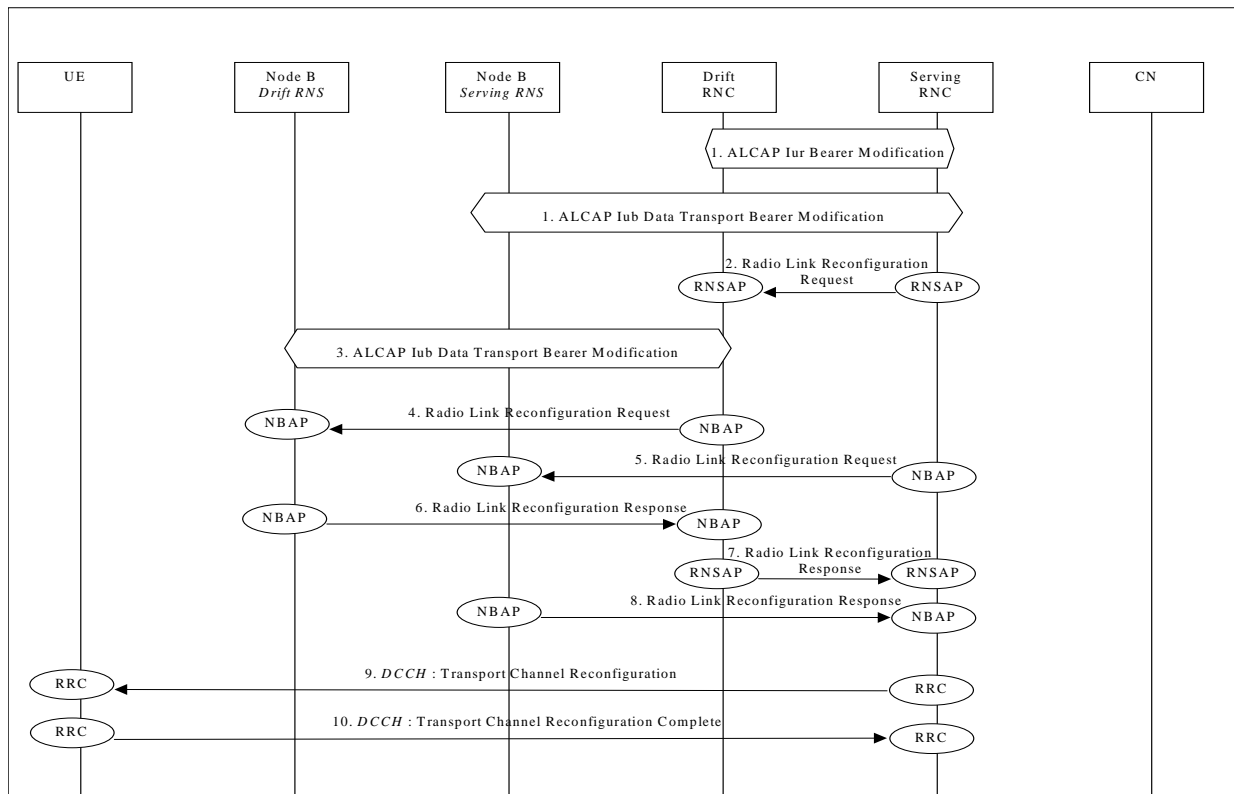 UE
Node B
Drift RNS
Node B
Serving RNS
Drift
RNC
Serving
RNC
CN
1. ALCAP Iur Bearer Modification
1. ALCAP Iub Data Transport Bearer Modification
2. Radio Link Reconfiguration
Request
RNSAP
RNSAP
3. ALCAP Iub Data Transport Bearer Modification
4. Radio Link Reconfiguration Request
NBAP
NBAP
5. Radio Link Reconfiguration Request
NBAP
NBAP
6. Radio Link Reconfiguration Response
NBAP
NBAP
7. Radio Link Reconfiguration
Response
RNSAP
RNSAP
8. Radio Link Reconfiguration Response
NBAP
NBAP
9. DCCH : Transport Channel Reconfiguration
RRC
RRC
10. DCCH : Transport Channel Reconfiguration Complete
RRC
RRC